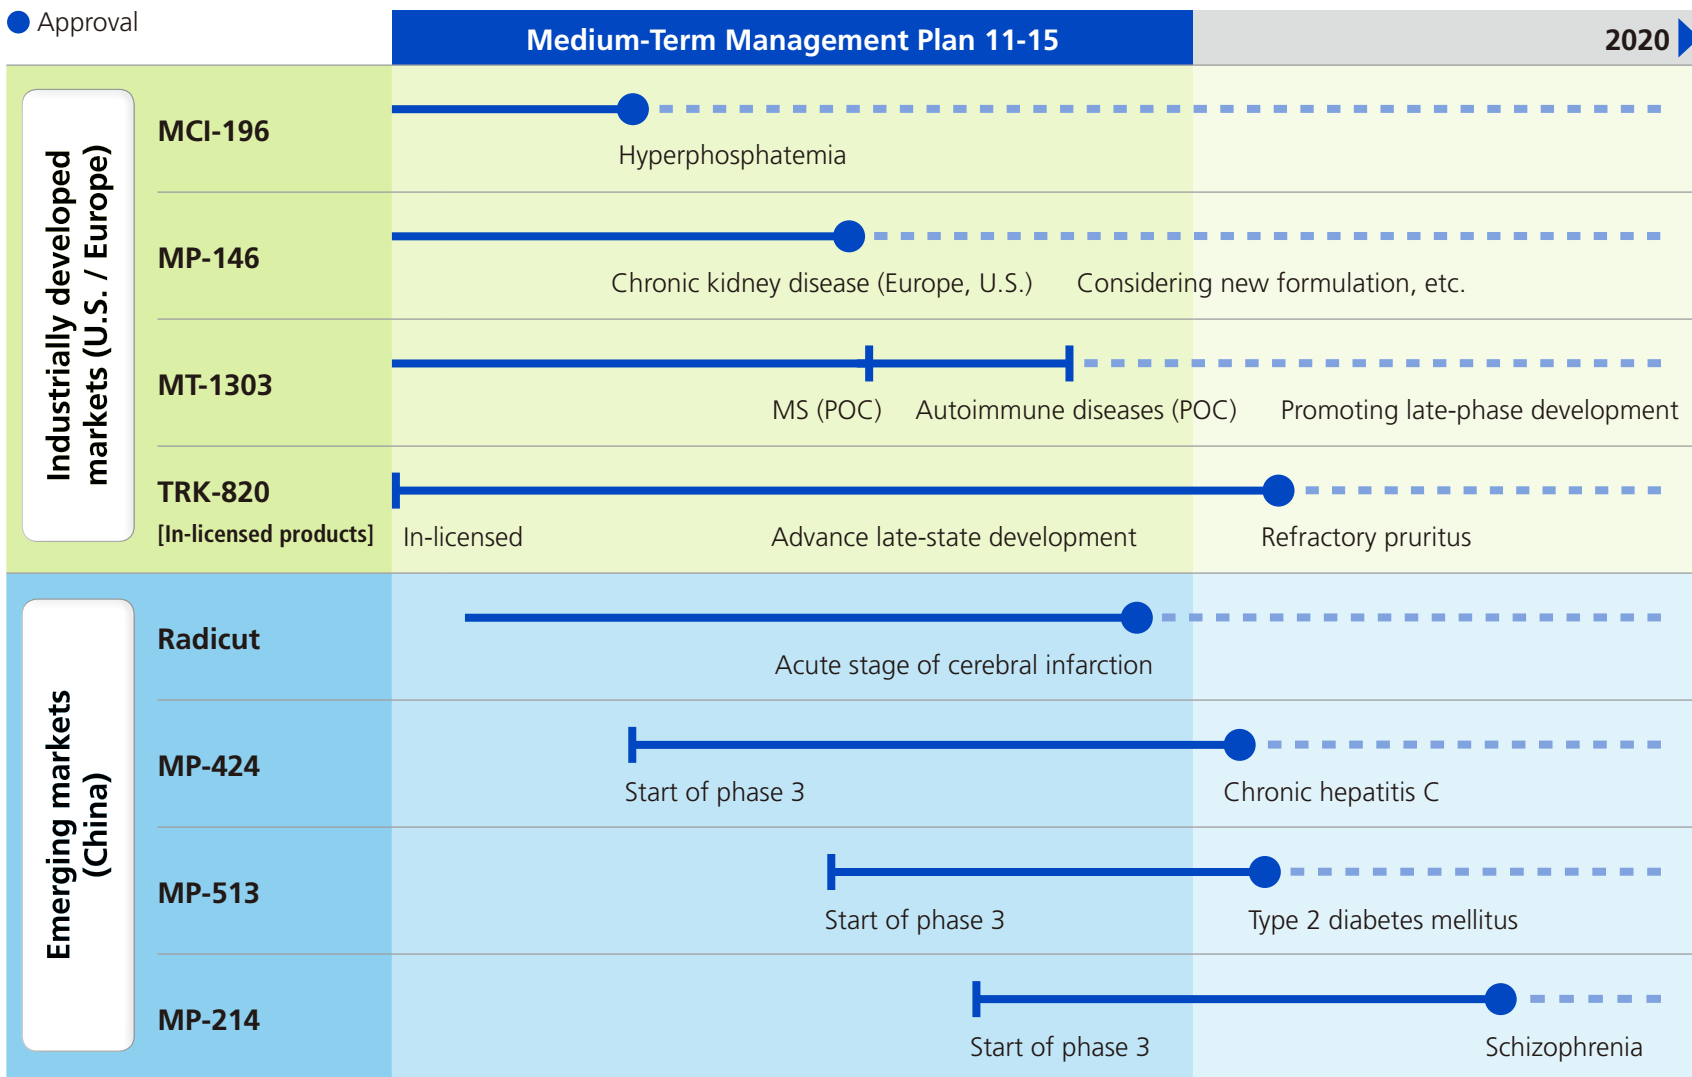 Approval
Medium-Term Management Plan 11-15
2020
Industrially developed
markets (U.S. / Europe)
MCI-196
Hyperphosphatemia
MP-146
Chronic kidney disease (Europe, U.S.)
Considering new formulation, etc.
MT-1303
MS (POC)
Autoimmune diseases (POC)
Promoting late-phase development
TRK-820
[In-licensed products]
In-licensed
Advance late-state development
Refractory pruritus
Emerging markets
(China)
Radicut
Acute stage of cerebral infarction
MP-424
Start of phase 3
Chronic hepatitis C
MP-513
Start of phase 3
Type 2 diabetes mellitus
MP-214
Start of phase 3
Schizophrenia